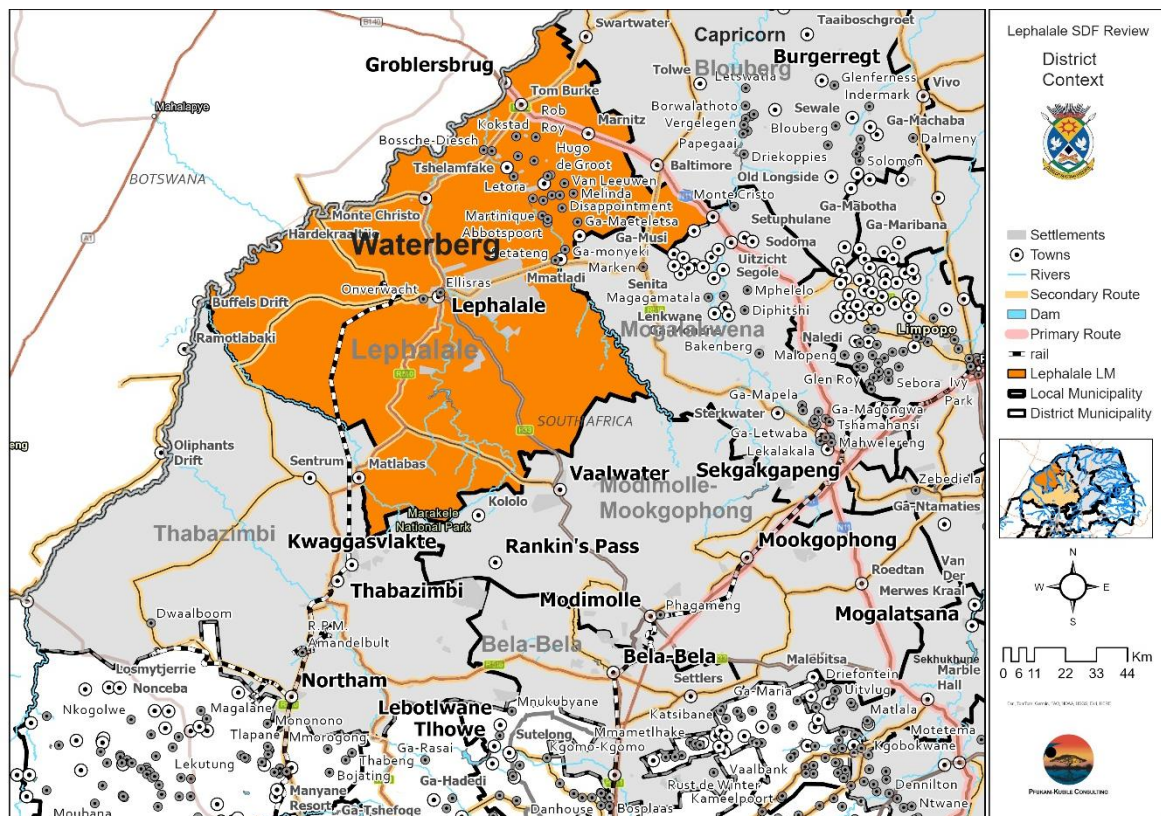 Swartwater
Taaiboschgroet
B140
Capricorn
Burgerregt
Groblersbrug
Tolwe
Blouberg
Letswatla
Glenferness
Indermark
Vivo
Tom Burke
Borwalathoto
Sewale
Mahalapye
Rob
Roy
Marnitz
Vergelegen
Blouberg
Ga-Machaba
Kokstad
Papegaai
Dalmeny
Bossche-Diesch
Hugo
de Groot
Driekoppies
Solomon
Tshelamfake
Baltimore
BOTSWANA
Van Leeuwen
Old Longside
Letora
Melinda
Monte Cristo
Ga-Mabotha
Monte Christo
Disappointment
Setuphulane
A1
Martinique
Ga-Maeteletsa
Ga-Maribana
Hardekraaltjie
Abbotspoort
Ga-Musi
Sodoma
Waterberg
Setateng
Ga-monyeki
Uitzicht
Marken
Segole
Onverwacht
Ellisras
Mmatladi
Senita
Mphelelo
Buffels Drift
Lephalale
Magagamatala
Diphitshi
Lenkwane
Mogalakwena
Limpopo
Ramotlabaki
Lephalale
Bakenberg
Naledi
Malopeng
Glen Roy
Sebora
Ivy
Park
Ga-Mapela
SOUTH AFRICA
Sterkwater
Ga-Magongwa
Tshamahansi
Ga-Letwaba
Mahwelereng
Oliphants
Drift
Lekalakala
Sentrum
Matlabas
Vaalwater
Sekgakgapeng
Zebediela
Kololo
Modimolle-
Mookgophong
Ga-Ntamaties
Marakele
National Park
N11
Thabazimbi
Kwaggasvlakte
Rankin's Pass
Mookgophong
Van
Der
Merwes Kraal
Roedtan
Thabazimbi
Modimolle
Phagameng
Mogalatsana
Dwaalboom
R.P.M.
Amandelbult
Bela-Bela
Bela-Bela
Malebitsa
Sekhukhune
Marble
Hall
Losmytjerrie
Settlers
Driefontein
Nonceba
Northam
Ga-Maria
Uitvlug
Nkogolwe
Magalane
Lebotlwane
Mnukubyane
Katsibane
Matlala
Mononono
Tlhowe
Mmametlhake
Motetema
Tlapane
Mmorogong
Sutelong
Ga-Rasai
Kgomo-Kgomo
Kgobokwane
Lekutung
Thabeng
Vaalbank
Bojating
Ga-Hadedi
Rust de Winter
Dennilton
Manyane
Resort
Kameelpoort
Ga-Tshefoge
Danhouse
Bosplaas
Ntwane
Lephalale SDF Review
District
Context
Settlements
Towns
Rivers
Secondary Route
Dam
Primary Route
rail
Lephalale LM
Local Municipality
District Municipality
N
W
E
S
Km
0 6 11 22 33 44
PFUKANI-KUSILE CONSULTING